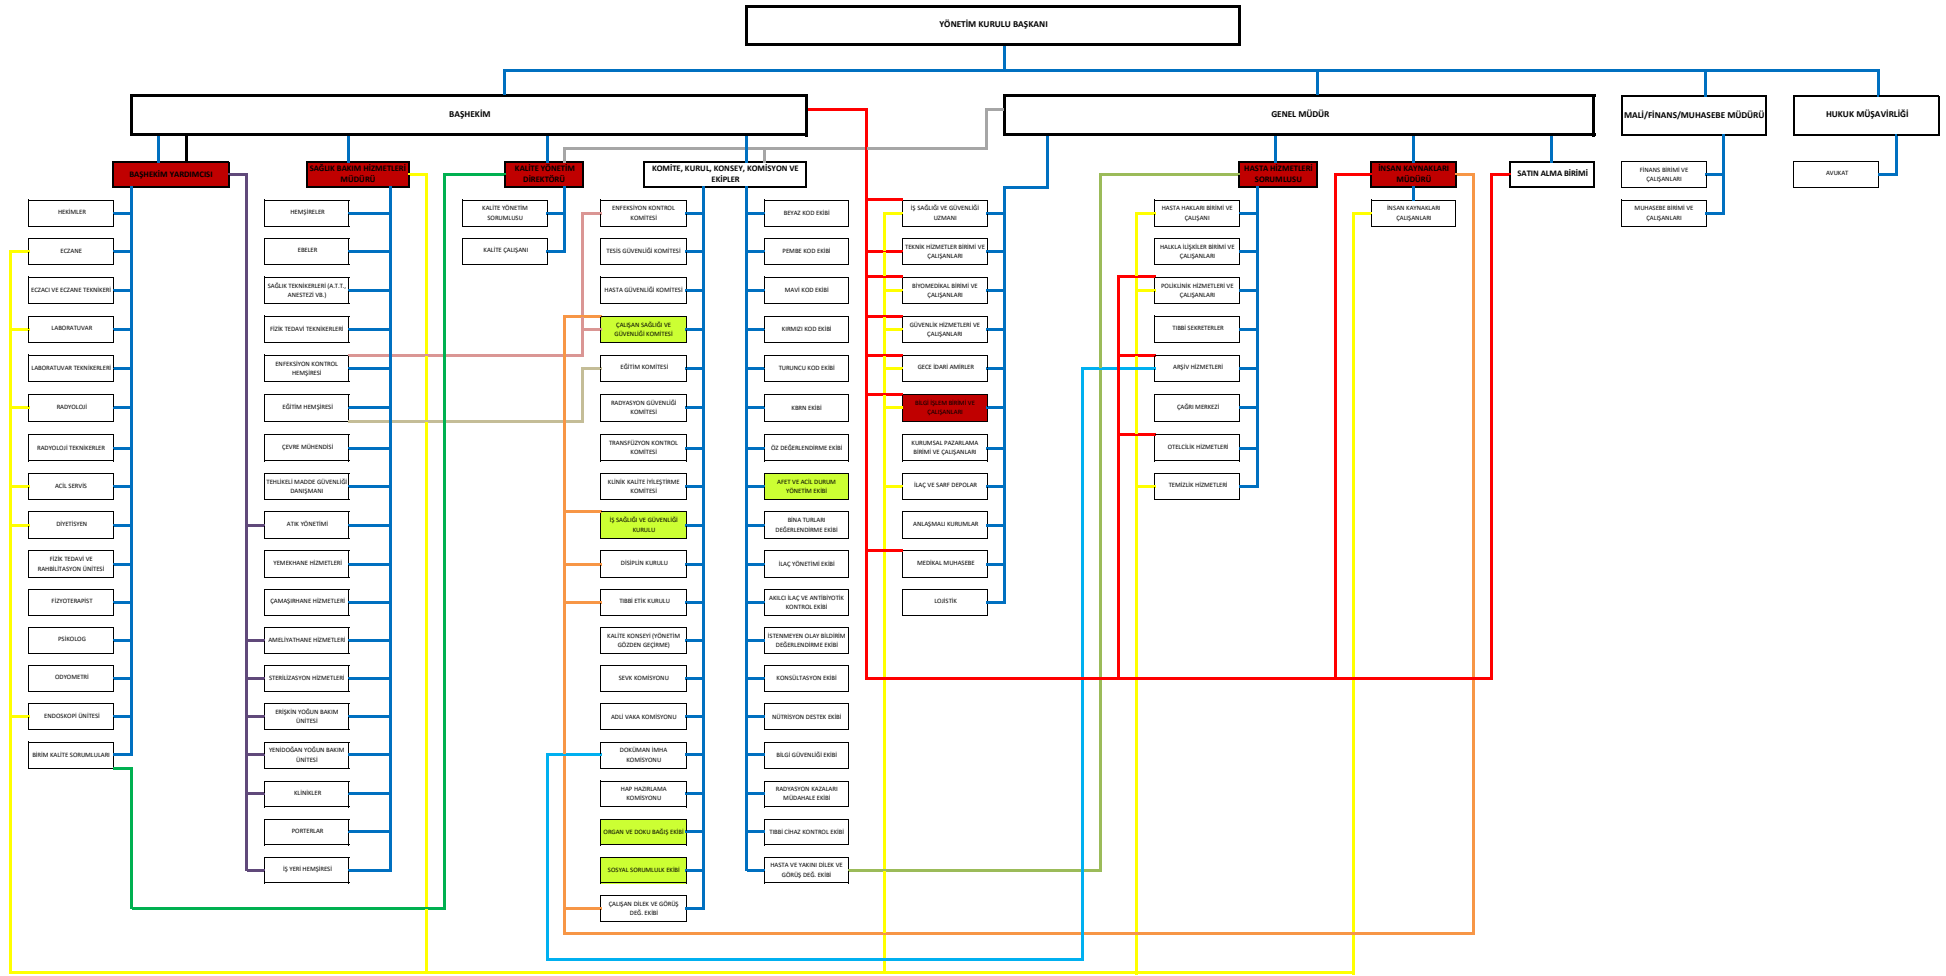 YÖNETİM KURULU BAŞKANI
BAŞHEKİM
GENEL MÜDÜR
MALİ/FİNANS/MUHASEBE MÜDÜRÜ
HUKUK MÜŞAVİRLİĞİ
BAŞHEKİM YARDIMCISI
SAĞLIK BAKIM HİZMETLERİ
MÜDÜRÜ
KALİTE YÖNETİM
DİREKTÖRÜ
KOMİTE, KURUL, KONSEY, KOMİSYON VE
EKİPLER
HASTA HİZMETLERİ
SORUMLUSU
İNSAN KAYNAKLARI
MÜDÜRÜ
SATIN ALMA BİRİMİ
FİNANS BİRİMİ VE
ÇALIŞANLARI
AVUKAT
MUHASEBE BİRİMİ VE
ÇALIŞANLARI
HEKİMLER
ECZANE
ECZACI VE ECZANE TEKNİKERİ
LABORATUVAR
LABORATUVAR TEKNİKERLERİ
RADYOLOJİ
RADYOLOJİ TEKNİKERLER
ACİL SERVİS
DİYETİSYEN
FİZİK TEDAVİ VE
RAHBİLİTASYON ÜNİTESİ
FİZYOTERAPİST
PSİKOLOG
ODYOMETRİ
ENDOSKOPİ ÜNİTESİ
BİRİM KALİTE SORUMLULARI
HEMŞİRELER
EBELER
SAĞLIK TEKNİKERLERİ (A.T.T.,
ANESTEZİ VB.)
FİZİK TEDAVİ TEKNİKERLERİ
ENFEKSİYON KONTROL
HEMŞİRESİ
EĞİTİM HEMŞİRESİ
ÇEVRE MÜHENDİSİ
TEHLİKELİ MADDE GÜVENLİĞİ
DANIŞMANI
ATIK YÖNETİMİ
YEMEKHANE HİZMETLERİ
ÇAMAŞIRHANE HİZMETLERİ
AMELİYATHANE HİZMETLERİ
STERİLİZASYON HİZMETLERİ
ERİŞKİN YOĞUN BAKIM
ÜNİTESİ
YENİDOĞAN YOĞUN BAKIM
ÜNİTESİ
KLİNİKLER
PORTERLAR
İŞ YERİ HEMŞİRESİ
KALİTE YÖNETİM
SORUMLUSU
KALİTE ÇALIŞANI
ENFEKSİYON KONTROL
KOMİTESİ
TESİS GÜVENLİĞİ KOMİTESİ
HASTA GÜVENLİĞİ KOMİTESİ
ÇALIŞAN SAĞLIĞI VE
GÜVENLİĞİ KOMİTESİ
EĞİTİM KOMİTESİ
RADYASYON GÜVENLİĞİ
KOMİTESİ
TRANSFÜZYON KONTROL
KOMİTESİ
KLİNİK KALİTE İYİLEŞTİRME
KOMİTESİ
İŞ SAĞLIĞI VE GÜVENLİĞİ
KURULU
DİSİPLİN KURULU
TIBBİ ETİK KURULU
KALİTE KONSEYİ (YÖNETİM
GÖZDEN GEÇİRME)
SEVK KOMİSYONU
ADLİ VAKA KOMİSYONU
DOKÜMAN İMHA
KOMİSYONU
HAP HAZIRLAMA
KOMİSYONU
ORGAN VE DOKU BAĞIŞ EKİBİ
SOSYAL SORUMLULK EKİBİ
ÇALIŞAN DİLEK VE GÖRÜŞ
DEĞ. EKİBİ
BEYAZ KOD EKİBİ
PEMBE KOD EKİBİ
MAVİ KOD EKİBİ
KIRMIZI KOD EKİBİ
TURUNCU KOD EKİBİ
KBRN EKİBİ
ÖZ DEĞERLENDİRME EKİBİ
AFET VE ACİL DURUM
YÖNETİM EKİBİ
BİNA TURLARI
DEĞERLENDİRME EKİBİ
İLAÇ YÖNETİMİ EKİBİ
AKILCI İLAÇ VE ANTİBİYOTİK
KONTROL EKİBİ
İSTENMEYEN OLAY BİLDİRİM
DEĞERLENDİRME EKİBİ
KONSÜLTASYON EKİBİ
NÜTRİSYON DESTEK EKİBİ
BİLGİ GÜVENLİĞİ EKİBİ
RADYASYON KAZALARI
MÜDAHALE EKİBİ
TIBBİ CİHAZ KONTROL EKİBİ
HASTA VE YAKINI DİLEK VE
GÖRÜŞ DEĞ. EKİBİ
İŞ SAĞLIĞI VE GÜVENLİĞİ
UZMANI
TEKNİK HİZMETLER BİRİMİ VE
ÇALIŞANLARI
BİYOMEDİKAL BİRİMİ VE
ÇALIŞANLARI
GÜVENLİK HİZMETLERİ VE
ÇALIŞANLARI
GECE İDARİ AMİRLER
BİLGİ İŞLEM BİRİMİ VE
ÇALIŞANLARI
KURUMSAL PAZARLAMA
BİRİMİ VE ÇALIŞANLARI
İLAÇ VE SARF DEPOLAR
ANLAŞMALI KURUMLAR
MEDİKAL MUHASEBE
LOJİSTİK
HASTA HAKLARI BİRİMİ VE
ÇALIŞANI
HALKLA İLİŞKİLER BİRİMİ VE
ÇALIŞANLARI
POLİKLİNİK HİZMETLERİ VE
ÇALIŞANLARI
TIBBİ SEKRETERLER
ARŞİV HİZMETLERİ
ÇAĞRI MERKEZİ
OTELCİLİK HİZMETLERİ
TEMİZLİK HİZMETLERİ
İNSAN KAYNAKLARI
ÇALIŞANLARI